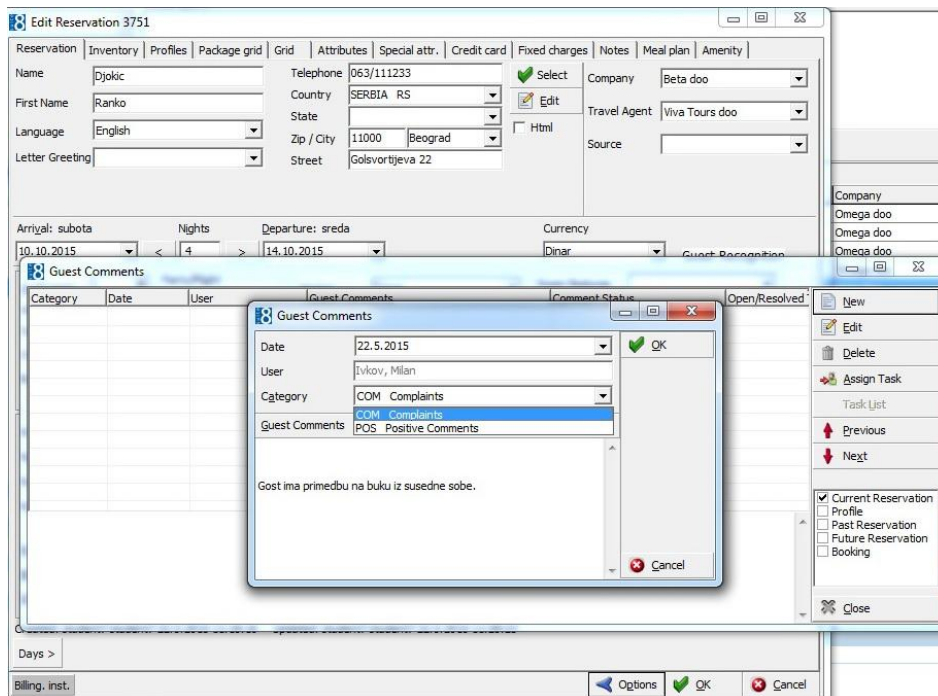 Edit Reservation 3751
Reservation Inventory Profiles Package grid Grid Attributes Special attr. Credit card Fixed charges Notes Meal plan Amenity
Name Djokic
First Name Ranko
Language English
Letter Greeting
Telephone 063/111233
Country SERBIA RS
State
Zip / City 11000 Beograd
Street Golsvortijeva 22
Select
Edit
Html
Company Beta doo
Travel Agent Viva Tours doo
Source
Arrival: subota Nights Departure: sreda Currency
10.10.2015 < 4 > 14.10.2015 Dinar Guest Recognition
Company
Omega doo
Omega doo
Omega doo
Guest Comments
Category Date User Guest Comments Comment Status Open/Resolved
New
Edit
Delete
Assign Task
Task List
Previous
Next
Current Reservation
Profile
Past Reservation
Future Reservation
Booking
Close
Guest Comments
Date 22.5.2015
User Ivkov, Milan
Category COM Complaints
COM Complaints
POS Positive Comments
Guest Comments
Gost ima primedbu na buku iz susedne sobe.
OK
Cancel
Days >
Billing. inst.
Options OK Cancel